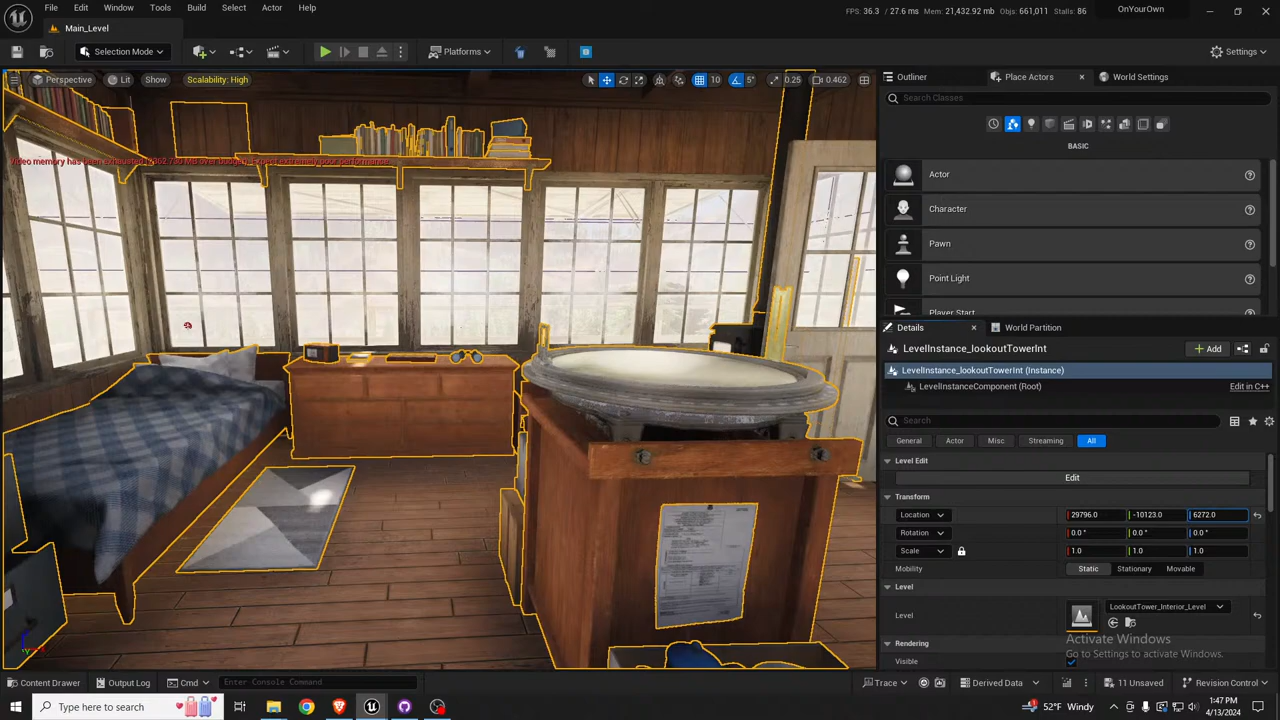 File Edit Window Tools Build Select Actor Help
FPS: 36.3 / 27.6 ms Mem: 21,432.92 mb Objs: 661,011 Stalls: 86
OnYourOwn
Main_Level
Selection Mode
Platforms
Settings
Perspective Lit Show Scalability: High
10 5° 0.25 0.462
Outliner Place Actors World Settings
Search Classes
BASIC
Actor
Character
Pawn
Point Light
Player Start
Details World Partition
LevelInstance_lookoutTowerInt
Add
LevelInstance_lookoutTowerInt (Instance)
LevelInstanceComponent (Root) Edit in C++
Search
General Actor Misc Streaming All
Level Edit
Edit
Transform
Location 29796.0 -10123.0 6272.0
Rotation 0.0 ° 0.0 ° 0.0 °
Scale 1.0 1.0 1.0
Mobility Static Stationary Movable
Level
Level LookoutTower_Interior_Level
Rendering
Visible
Activate Windows
Go to Settings to activate Windows.
Content Drawer Output Log Cmd Enter Console Command
Trace Derived Data 11 Unsaved Revision Control
Type here to search
52°F Windy
1:47 PM
4/13/2024